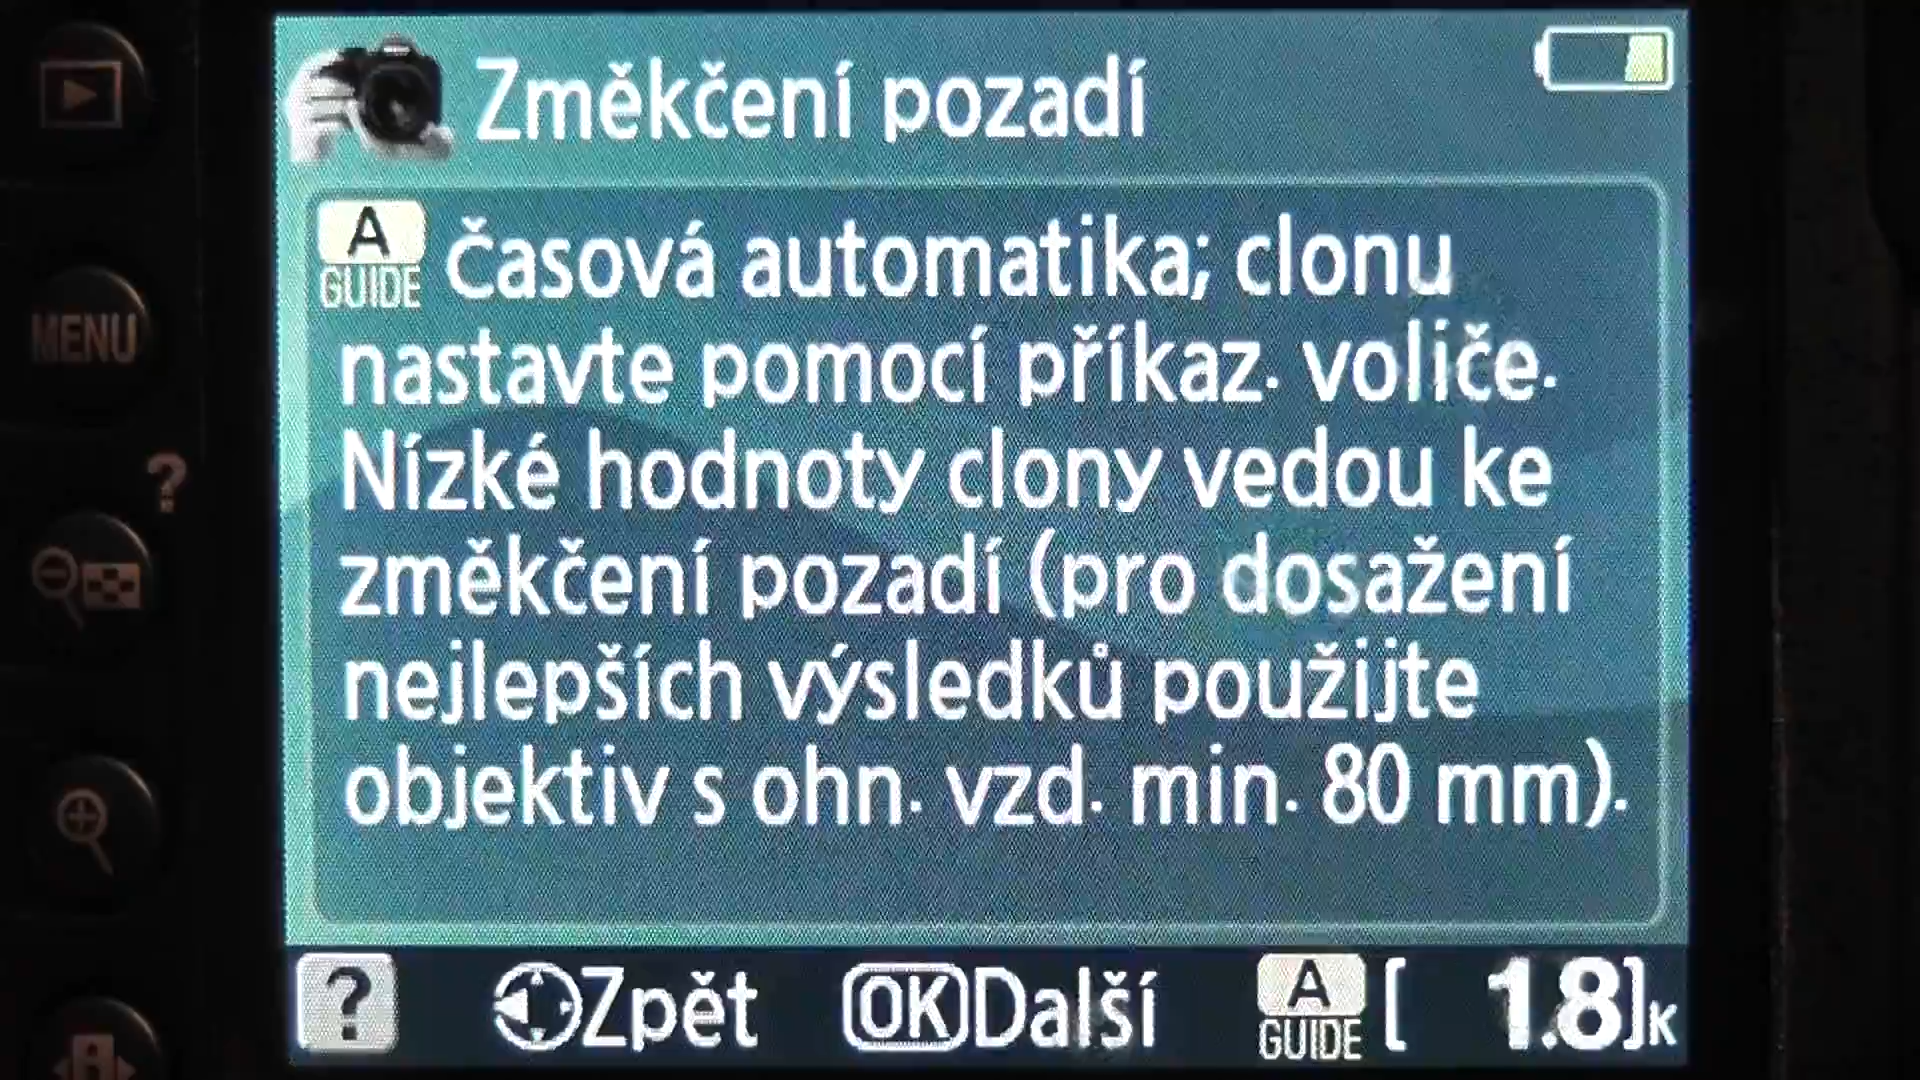 Změkčení pozadí
A
GUIDE
Časová automatika; clonu
nastavte pomocí příkaz. voliče.
Nízké hodnoty clony vedou ke
změkčení pozadí (pro dosažení
nejlepších výsledků použijte
objektiv s ohn. vzd. min. 80 mm).
? Zpět OK Další A GUIDE [ 1.8]K
MENU
?